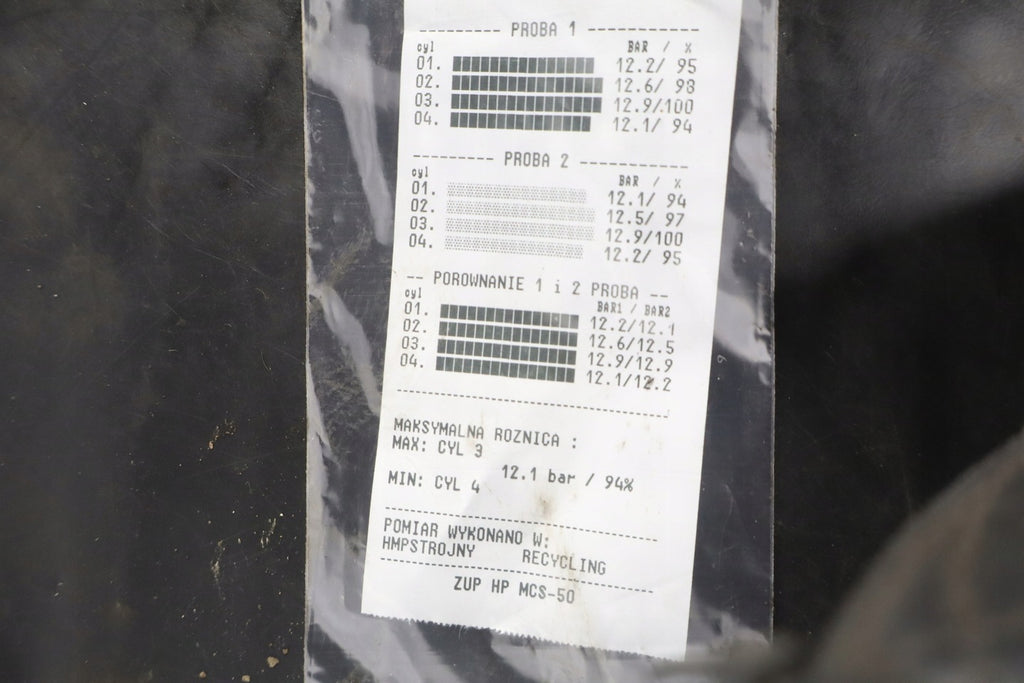 ---------- PROBA 1 --------------
cyl BAR / %
01. 12.2/ 95
02. 12.6/ 98
03. 12.9/100
04. 12.1/ 94
---------- PROBA 2 --------------
cyl BAR / %
01. 12.1/ 94
02. 12.5/ 97
03. 12.9/100
04. 12.2/ 95
-- POROWNANIE 1 i 2 PROBA --
cyl BAR1 / BAR2
01. 12.2/12.1
02. 12.6/12.5
03. 12.9/12.9
04. 12.1/12.2
MAKSYMALNA ROZNICA :
MAX: CYL 3
12.1 bar / 94%
MIN: CYL 4
POMIAR WYKONANO W:
HMPSTROJNY RECYCLING
ZUP HP MCS-50